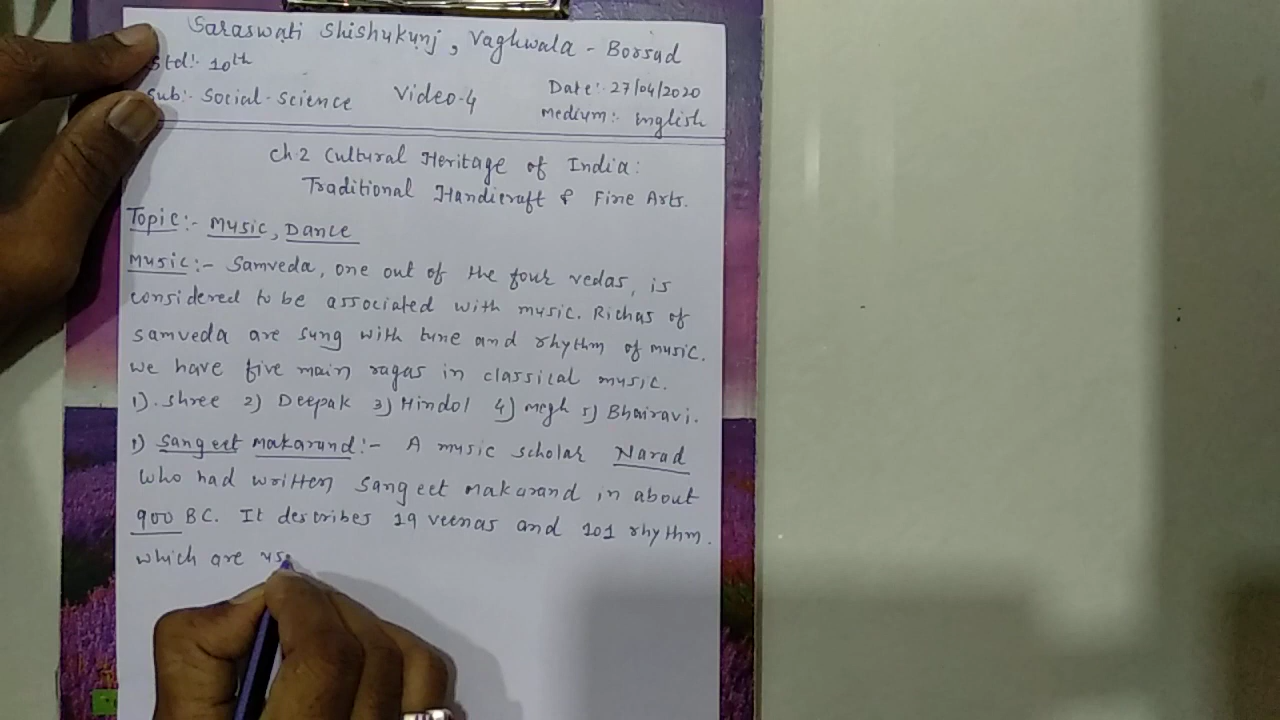 Saraswati Shishukunj, Vaghwala - Borsad
Std:- 10th
Sub:- Social-Science Video-4 Date:- 27/04/2020
Medium:- English
Ch.2 Cultural Heritage of India:
Traditional Handicraft & Fine Arts.
Topic:- Music, Dance
Music:- Samveda, one out of the four vedas, is
considered to be associated with music. Richas of
samveda are sung with tune and rhythm of music.
We have five main ragas in classical music.
1). Shree 2) Deepak 3) Hindol 4) Megh 5) Bhairavi.
1) Sangeet Makarand:- A music scholar Narad
who had written Sangeet Makarand in about
900 BC. It describes 19 veenas and 101 rhythm.
which are us